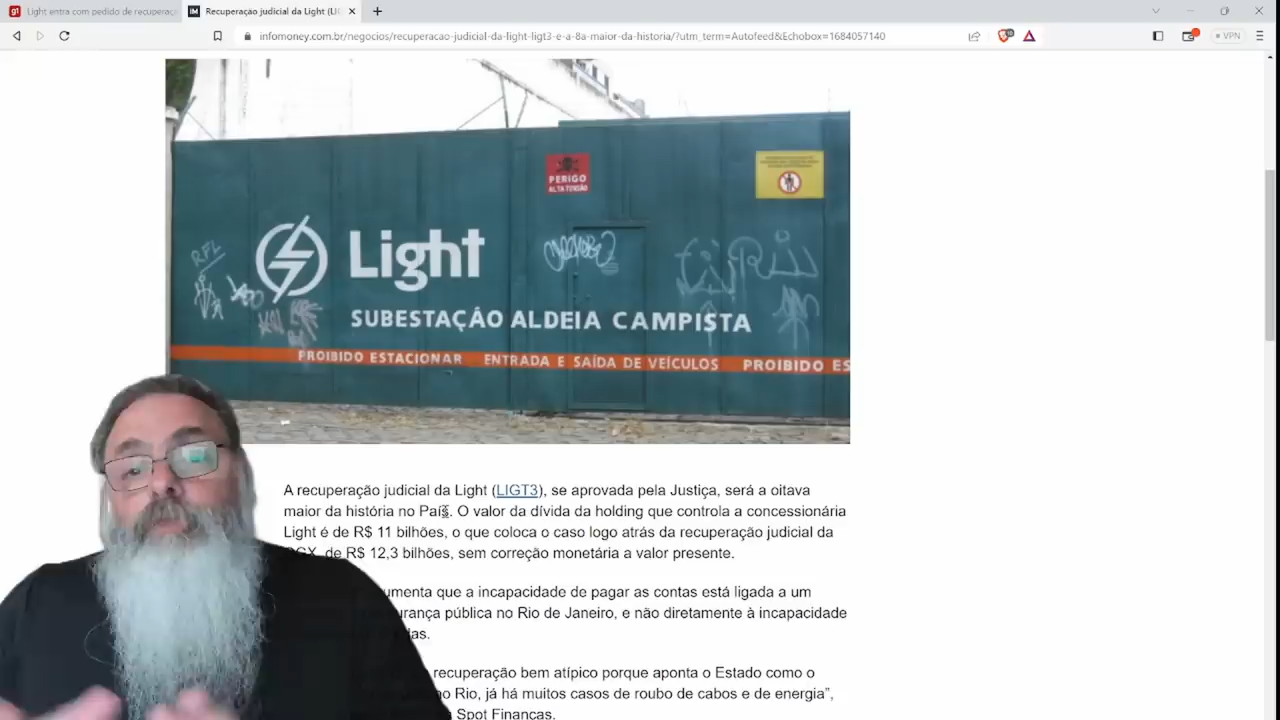 Light entra com pedido de recuperaç
Recuperação judicial da Light (LI
infomoney.com.br/negocios/recuperacao-judicial-da-light-ligt3-e-a-8a-maior-da-historia/?utm_term=Autofeed&Echobox=1684057140
VPN
PERIGO
ALTA TENSÃO
RFL
Light
SUBESTAÇÃO ALDEIA CAMPISTA
PROIBIDO ESTACIONAR ENTRADA E SAÍDA DE VEÍCULOS PROIBIDO ES
A recuperação judicial da Light (LIGT3), se aprovada pela Justiça, será a oitava
maior da história no País. O valor da dívida da holding que controla a concessionária
Light é de R$ 11 bilhões, o que coloca o caso logo atrás da recuperação judicial da
de R$ 12,3 bilhões, sem correção monetária a valor presente.
umenta que a incapacidade de pagar as contas está ligada a um
urança pública no Rio de Janeiro, e não diretamente à incapacidade
das.
recuperação bem atípico porque aponta o Estado como o
no Rio, já há muitos casos de roubo de cabos e de energia”,
Spot Finanças.